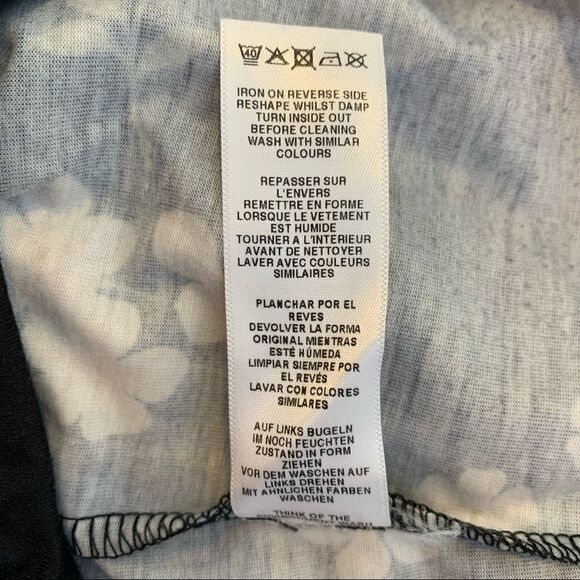 40
IRON ON REVERSE SIDE
RESHAPE WHILST DAMP
TURN INSIDE OUT
BEFORE CLEANING
WASH WITH SIMILAR
COLOURS
REPASSER SUR
L'ENVERS
REMETTRE EN FORME
LORSQUE LE VETEMENT
EST HUMIDE
TOURNER A L'INTERIEUR
AVANT DE NETTOYER
LAVER AVEC COULEURS
SIMILAIRES
PLANCHAR POR EL
REVES
DEVOLVER LA FORMA
ORIGINAL MIENTRAS
ESTÉ HÚMEDA
LIMPIAR SIEMPRE POR
EL REVÉS
LAVAR CON COLORES
SIMILARES
AUF LINKS BUGELN
IM NOCH FEUCHTEN
ZUSTAND IN FORM
ZIEHEN
VOR DEM WASCHEN AUF
LINKS DREHEN
MIT AHNLICHEN FARBEN
WASCHEN
THINK OF THE
WASH